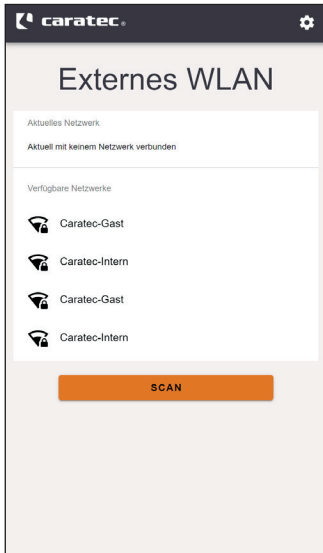 caratec®
Externes WLAN
Aktuelles Netzwerk
Aktuell mit keinem Netzwerk verbunden
Verfügbare Netzwerke
Caratec-Gast
Caratec-Intern
Caratec-Gast
Caratec-Intern
SCAN